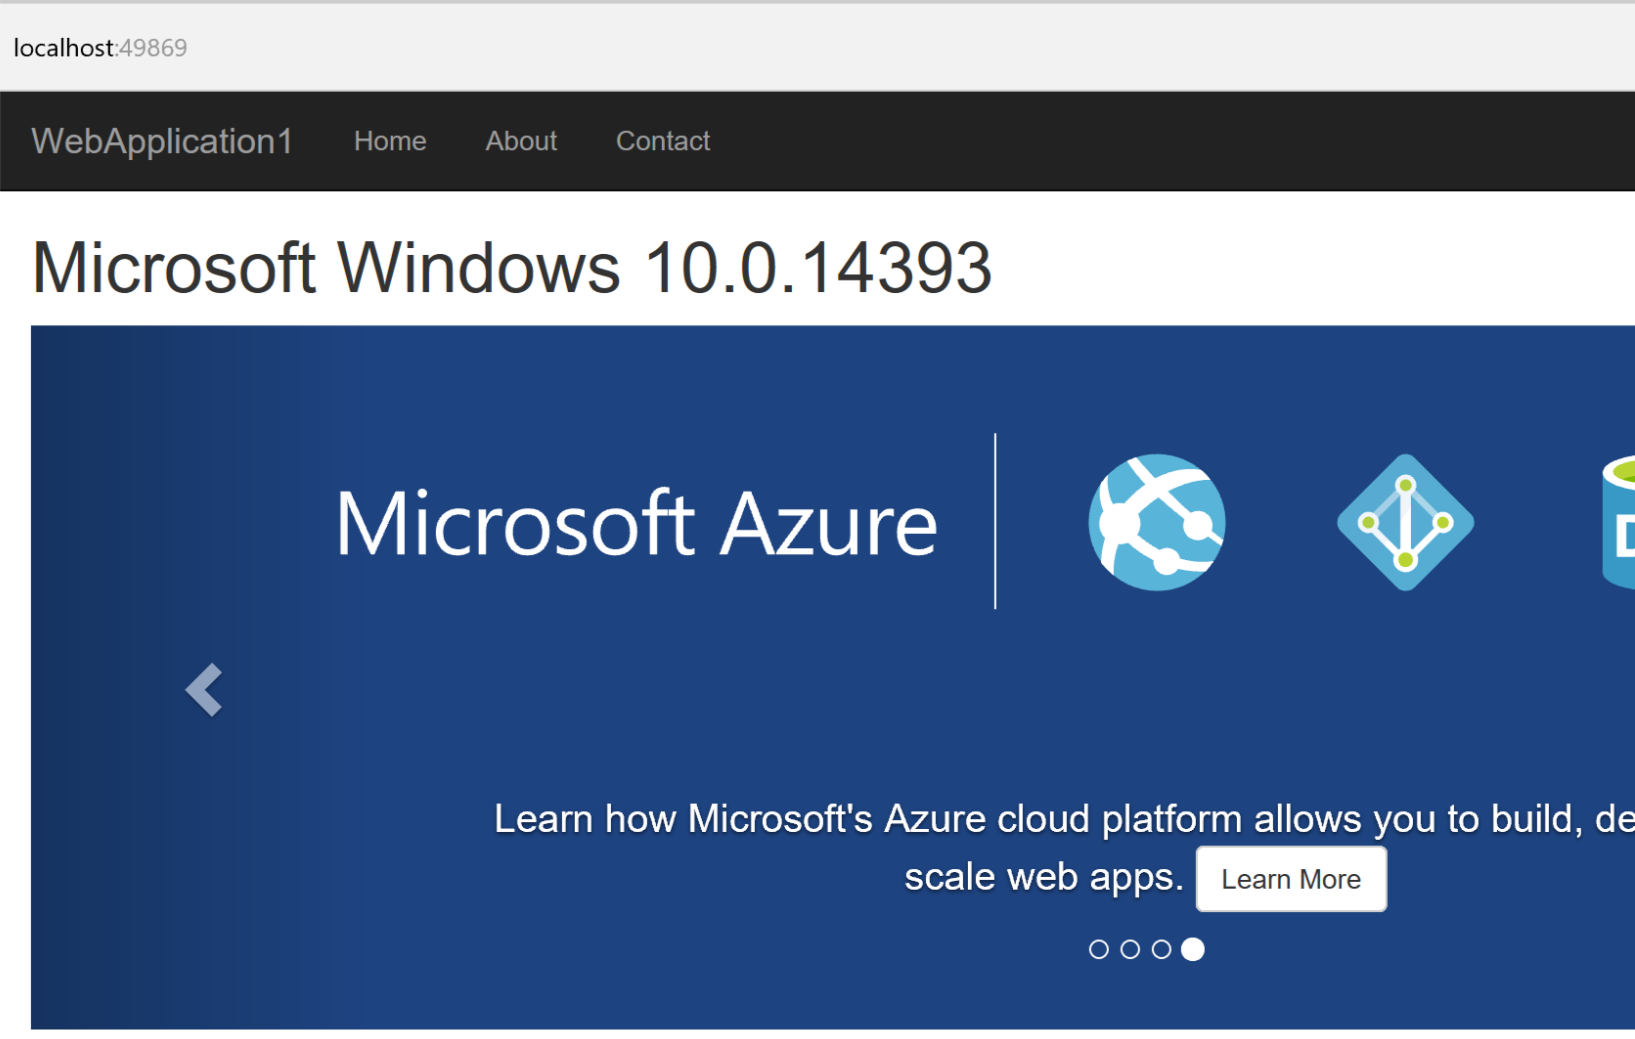 localhost:49869
WebApplication1 Home About Contact
Microsoft Windows 10.0.14393
Microsoft Azure
D
Learn how Microsoft's Azure cloud platform allows you to build, de
scale web apps. Learn More